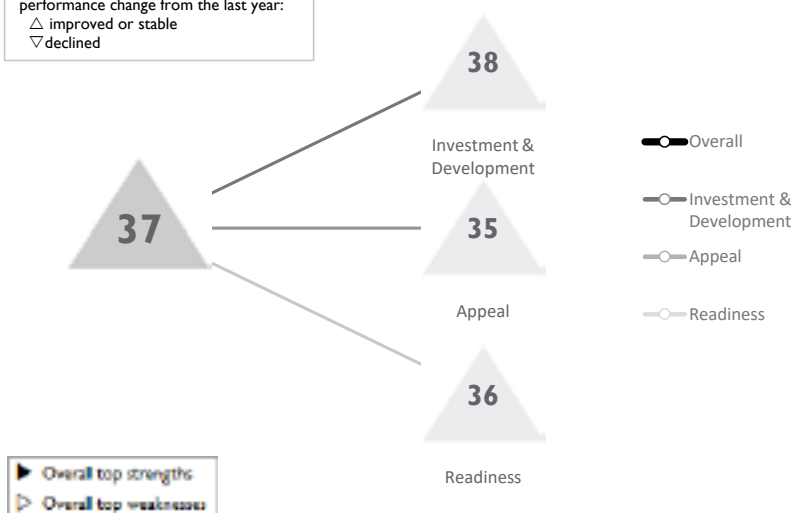 performance change from the last year:
△ improved or stable
▽ declined
38
Investment &
Development
37
35
Appeal
36
Readiness
Overall
Investment &
Development
Appeal
Readiness
▶ Overall top strengths
▷ Overall top weaknesses